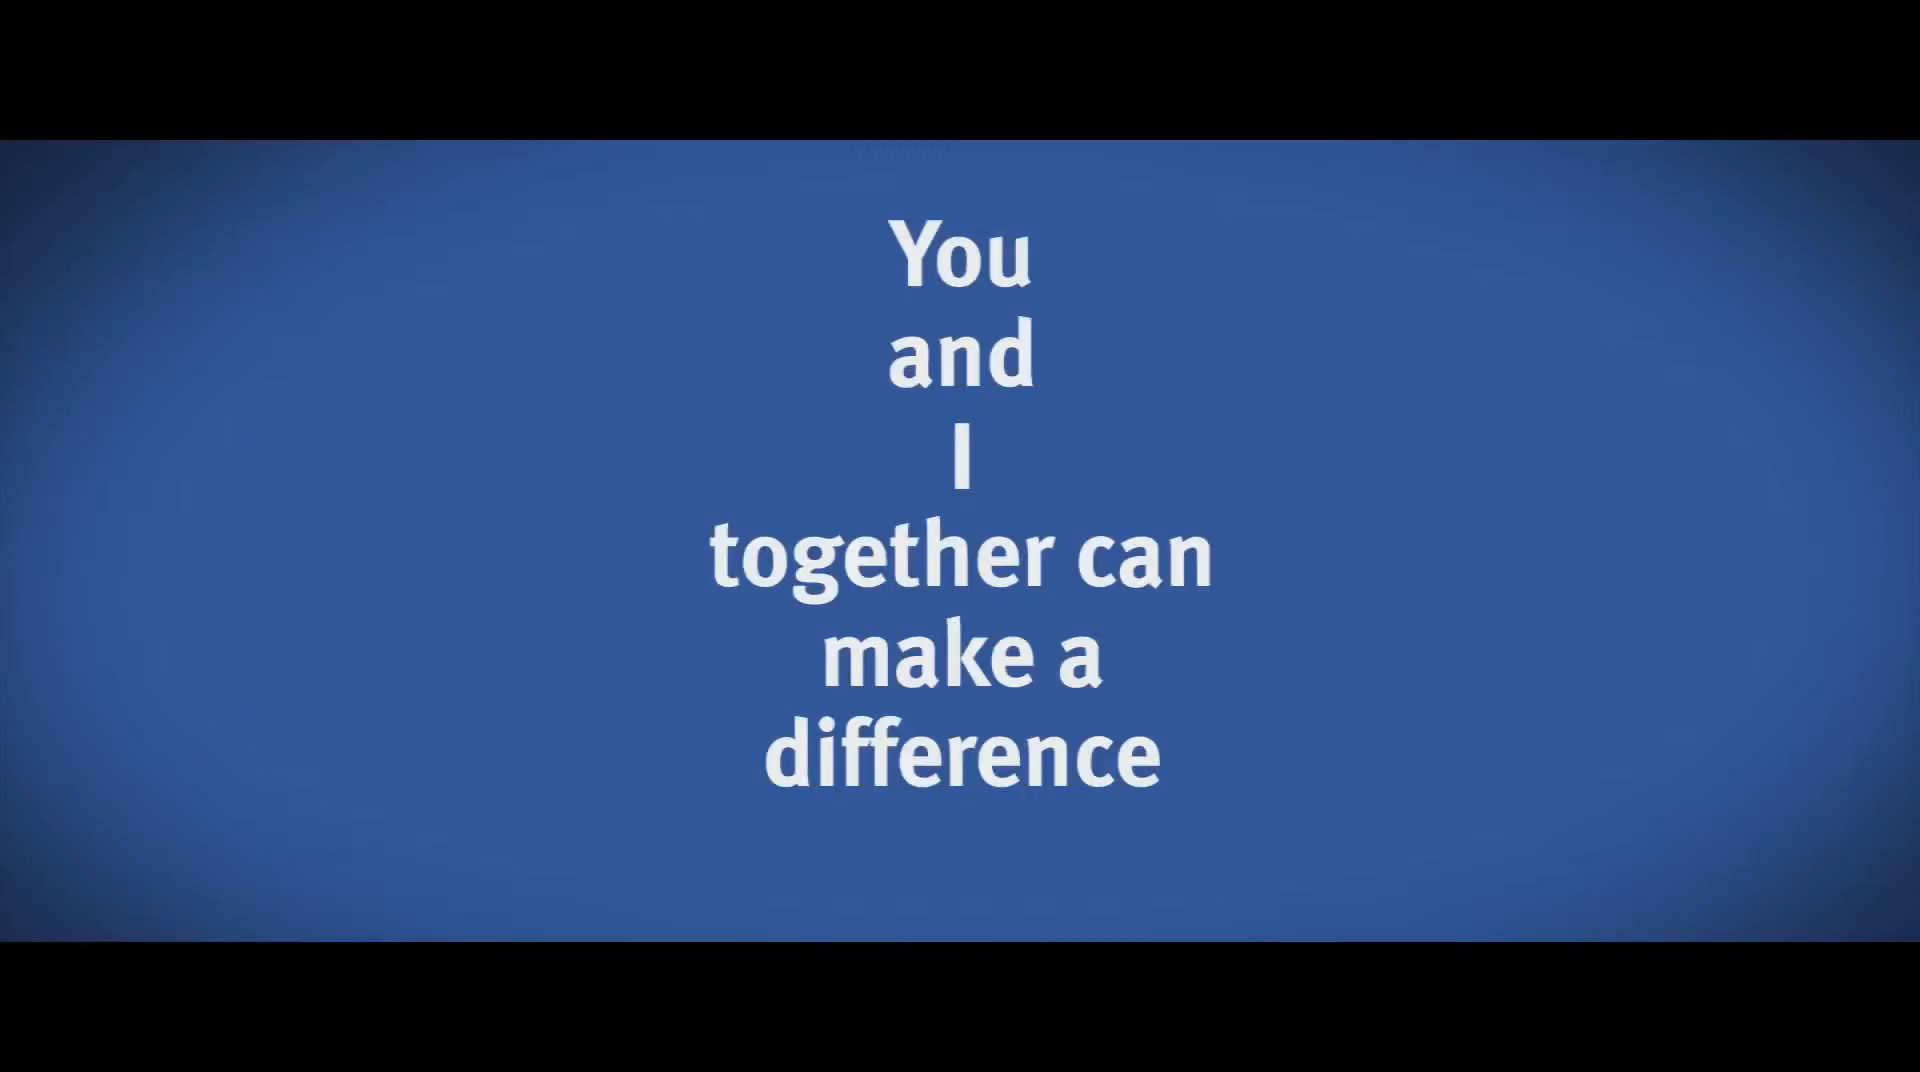 You
and
I
together can
make a
difference